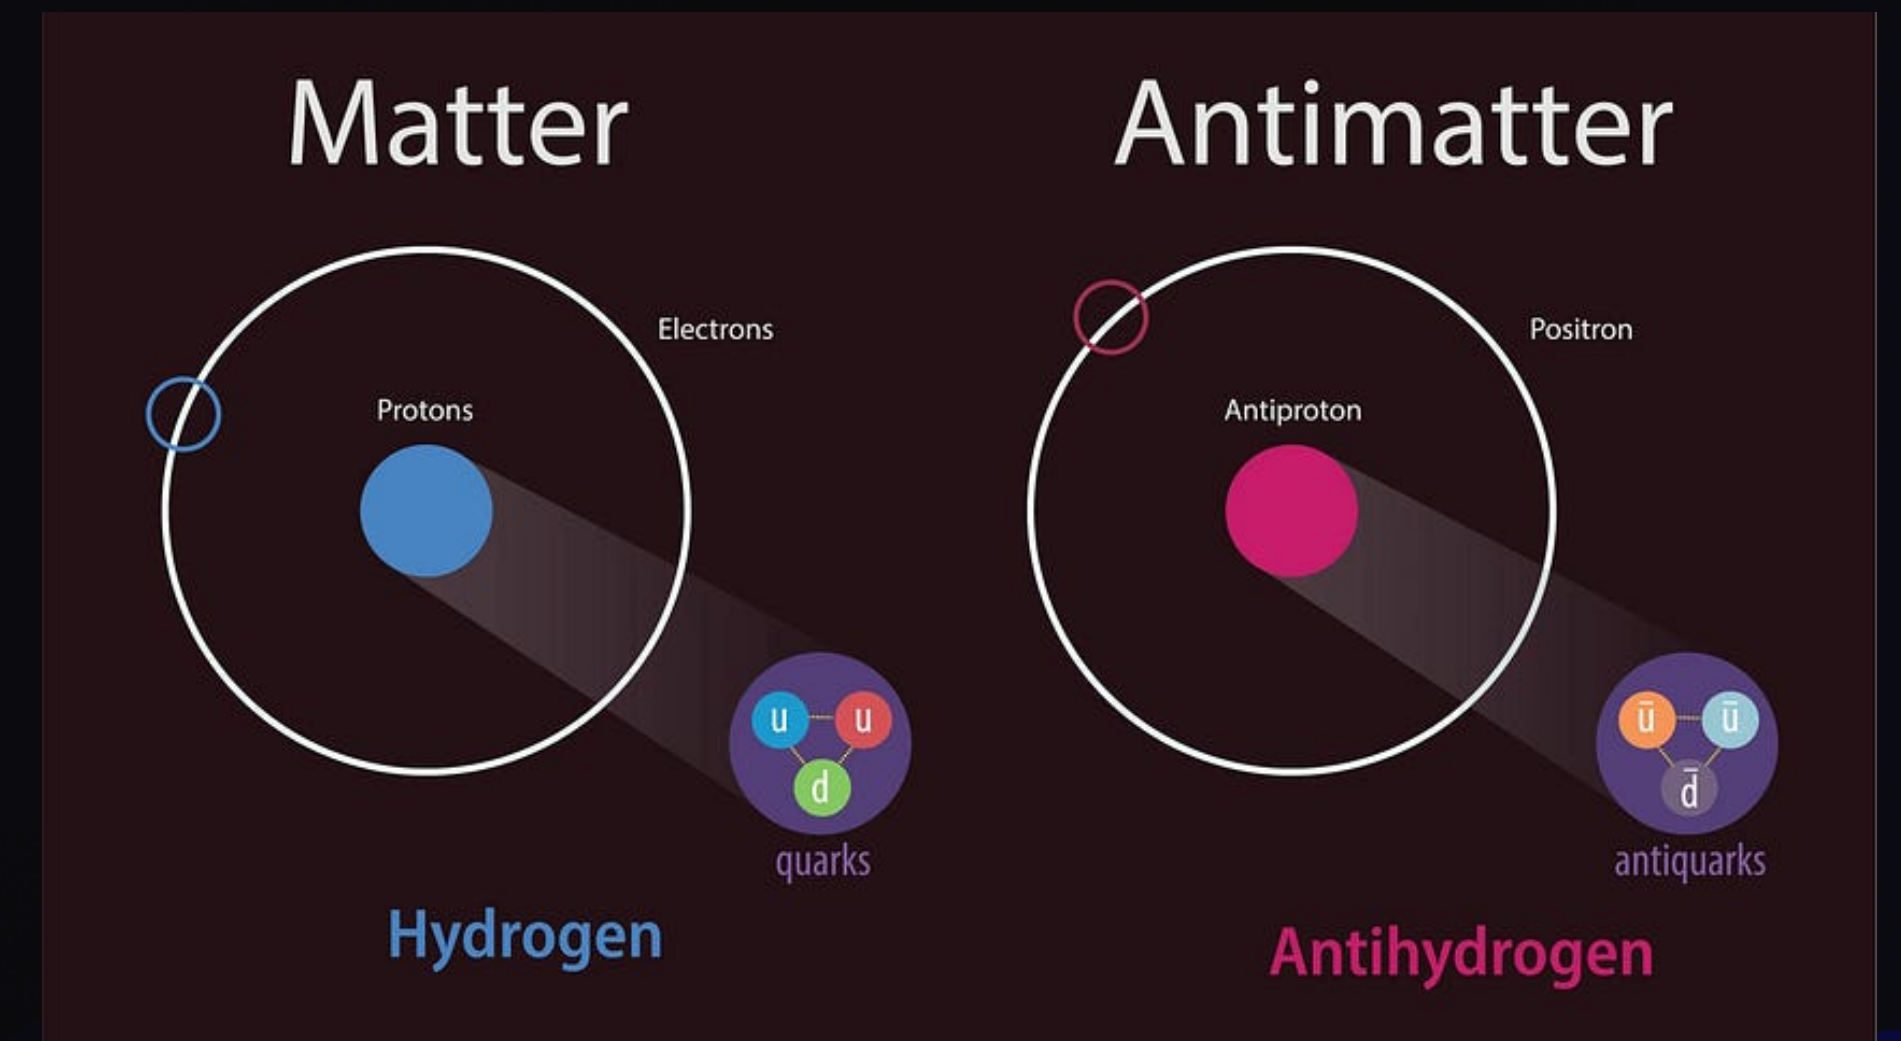 Matter
Electrons
Protons
u
u
d
quarks
Hydrogen
Antimatter
Positron
Antiproton
ū
ū
d̄
antiquarks
Antihydrogen